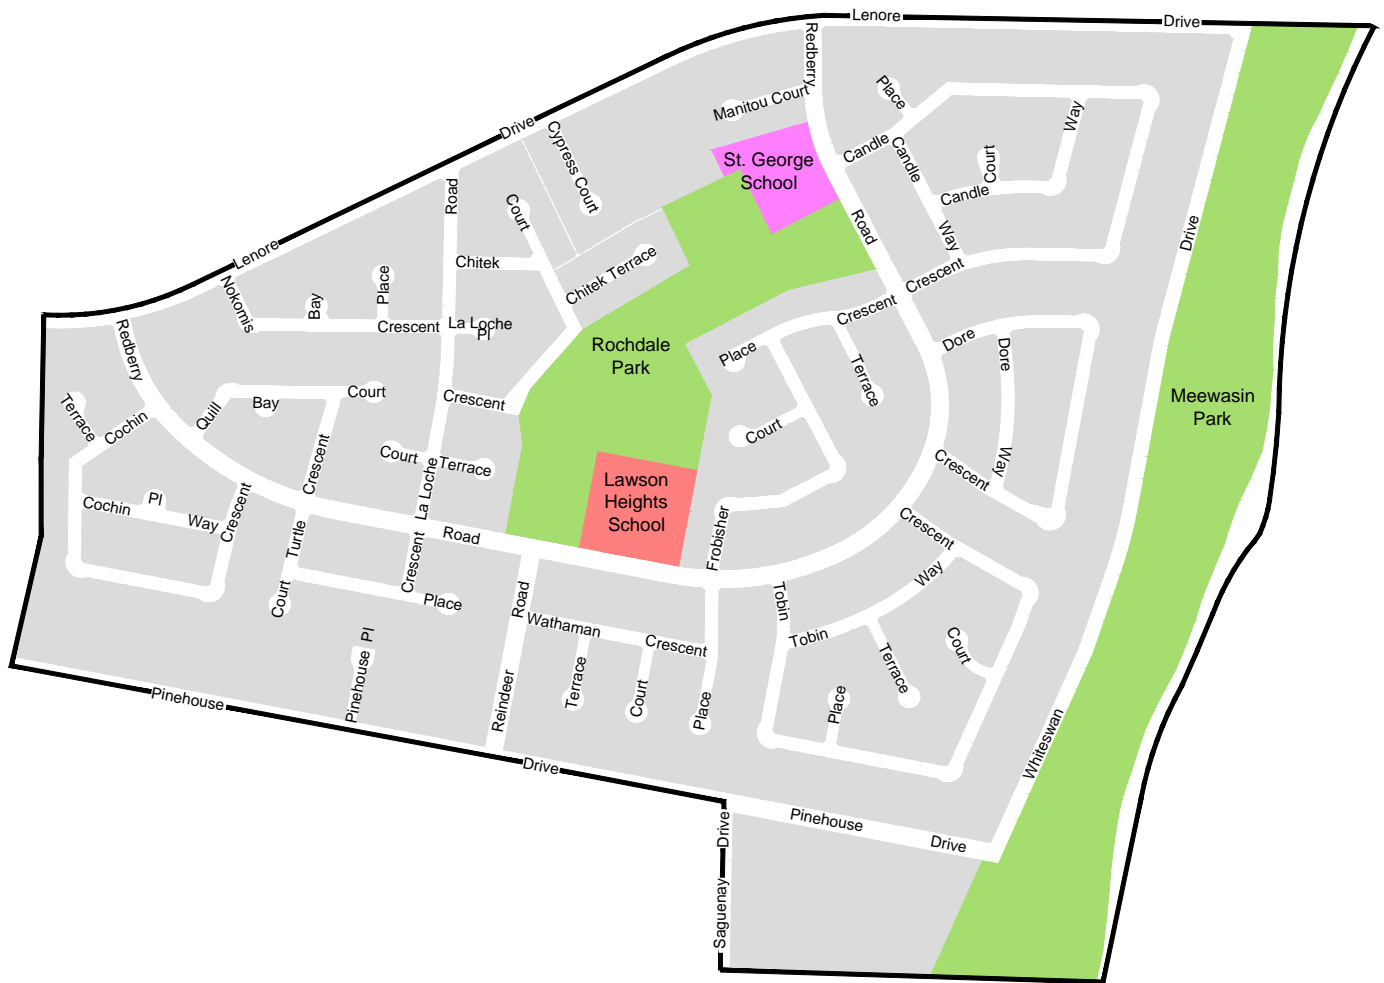 Lenore
Drive
Redberry
Place
Manitou Court
Way
Drive
Cypress Court
Candle
Candle
Court
St. George
School
Road
Court
Candle
Road
Way
Drive
Lenore
Chitek
Chitek Terrace
Crescent
Nokomis
Bay
Place
Crescent
La Loche
Pl
Crescent
Redberry
Rochdale
Park
Place
Dore
Dore
Terrace
Meewasin
Park
Terrace
Cochin
Quill
Bay
Court
Crescent
Court
Crescent
Court
Terrace
Crescent
Way
Cochin
Pl
Way
Crescent
La Loche
Lawson
Heights
School
Frobisher
Crescent
Turtle
Road
Crescent
Court
Place
Road
Wathaman
Crescent
Tobin
Tobin
Way
Court
Terrace
Pinehouse Pl
Terrace
Court
Place
Place
Reindeer
Pinehouse
Drive
Whiteswan
Pinehouse
Drive
Drive
Saguenay